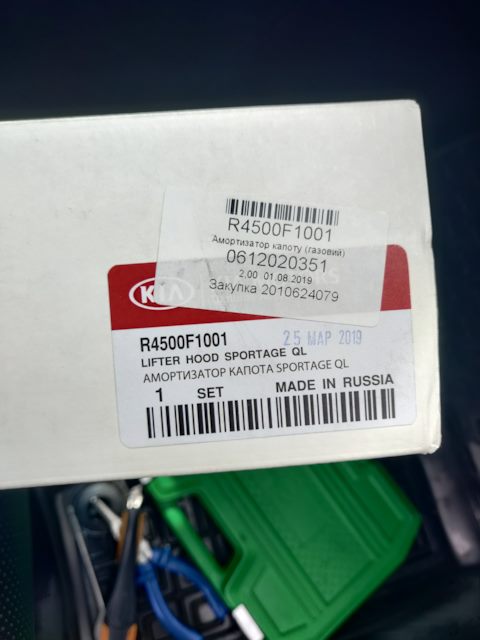 R4500F1001
Амортизатор капоту (газовий)
0612020351
2,00 01.08.2019
Закупка 2010624079
KIA
R4500F1001 25 МАР 2019
LIFTER HOOD SPORTAGE QL
АМОРТИЗАТОР КАПОТА SPORTAGE QL
1 SET MADE IN RUSSIA